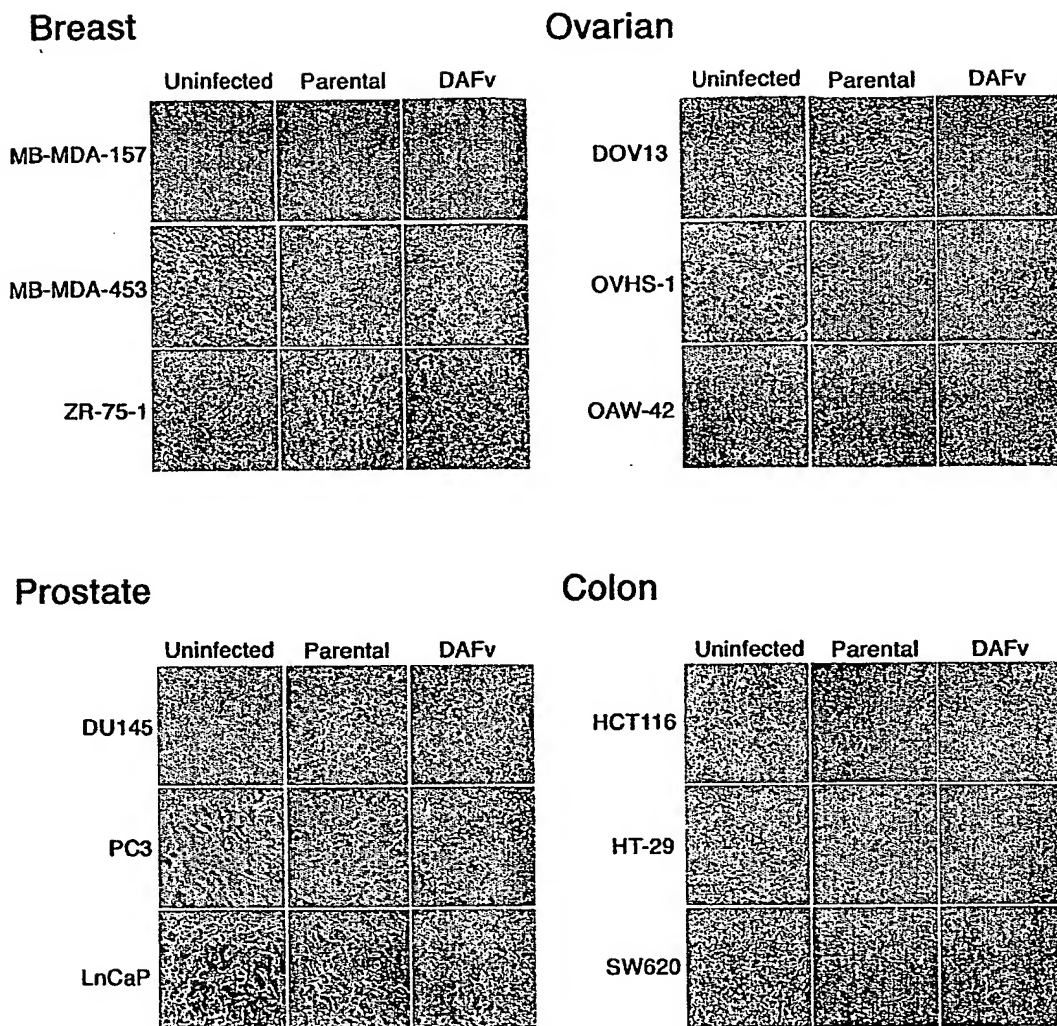 Breast
Uninfected Parental DAFv
MB-MDA-157
MB-MDA-453
ZR-75-1
Ovarian
Uninfected Parental DAFv
DOV13
OVHS-1
OAW-42
Prostate
Uninfected Parental DAFv
DU145
PC3
LnCaP
Colon
Uninfected Parental DAFv
HCT116
HT-29
SW620